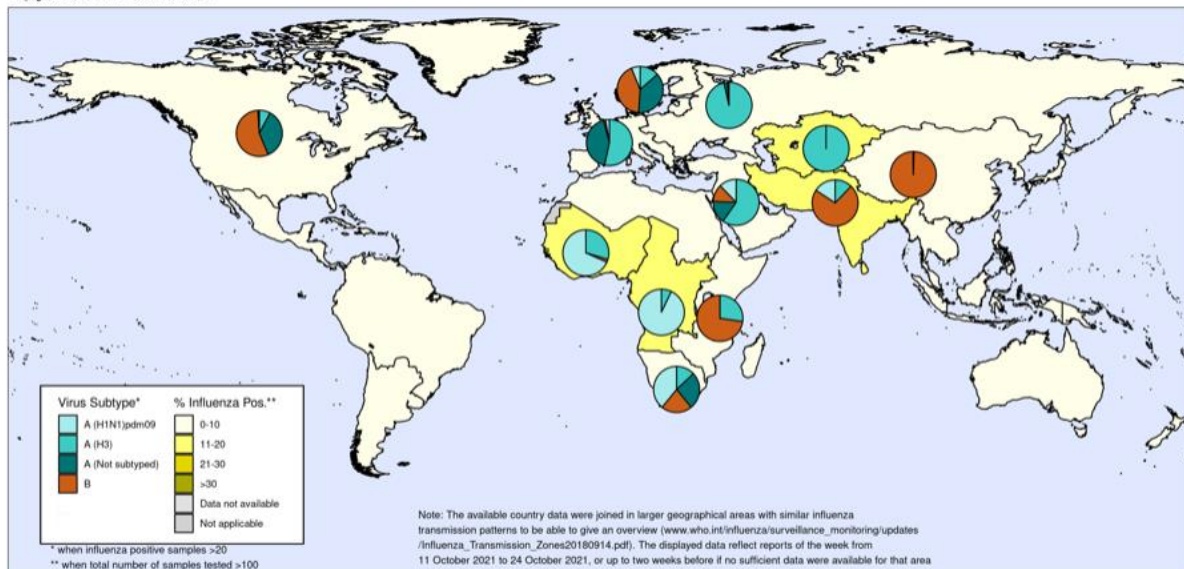 Virus Subtype*
A (H1N1)pdm09
A (H3)
A (Not subtyped)
B
% Influenza Pos.**
0-10
11-20
21-30
>30
Data not available
Not applicable
* when influenza positive samples >20
** when total number of samples tested >100
Note: The available country data were joined in larger geographical areas with similar influenza
transmission patterns to be able to give an overview (www.who.int/influenza/surveillance_monitoring/updates
/Influenza_Transmission_Zones20180914.pdf). The displayed data reflect reports of the week from
11 October 2021 to 24 October 2021, or up to two weeks before if no sufficient data were available for that area